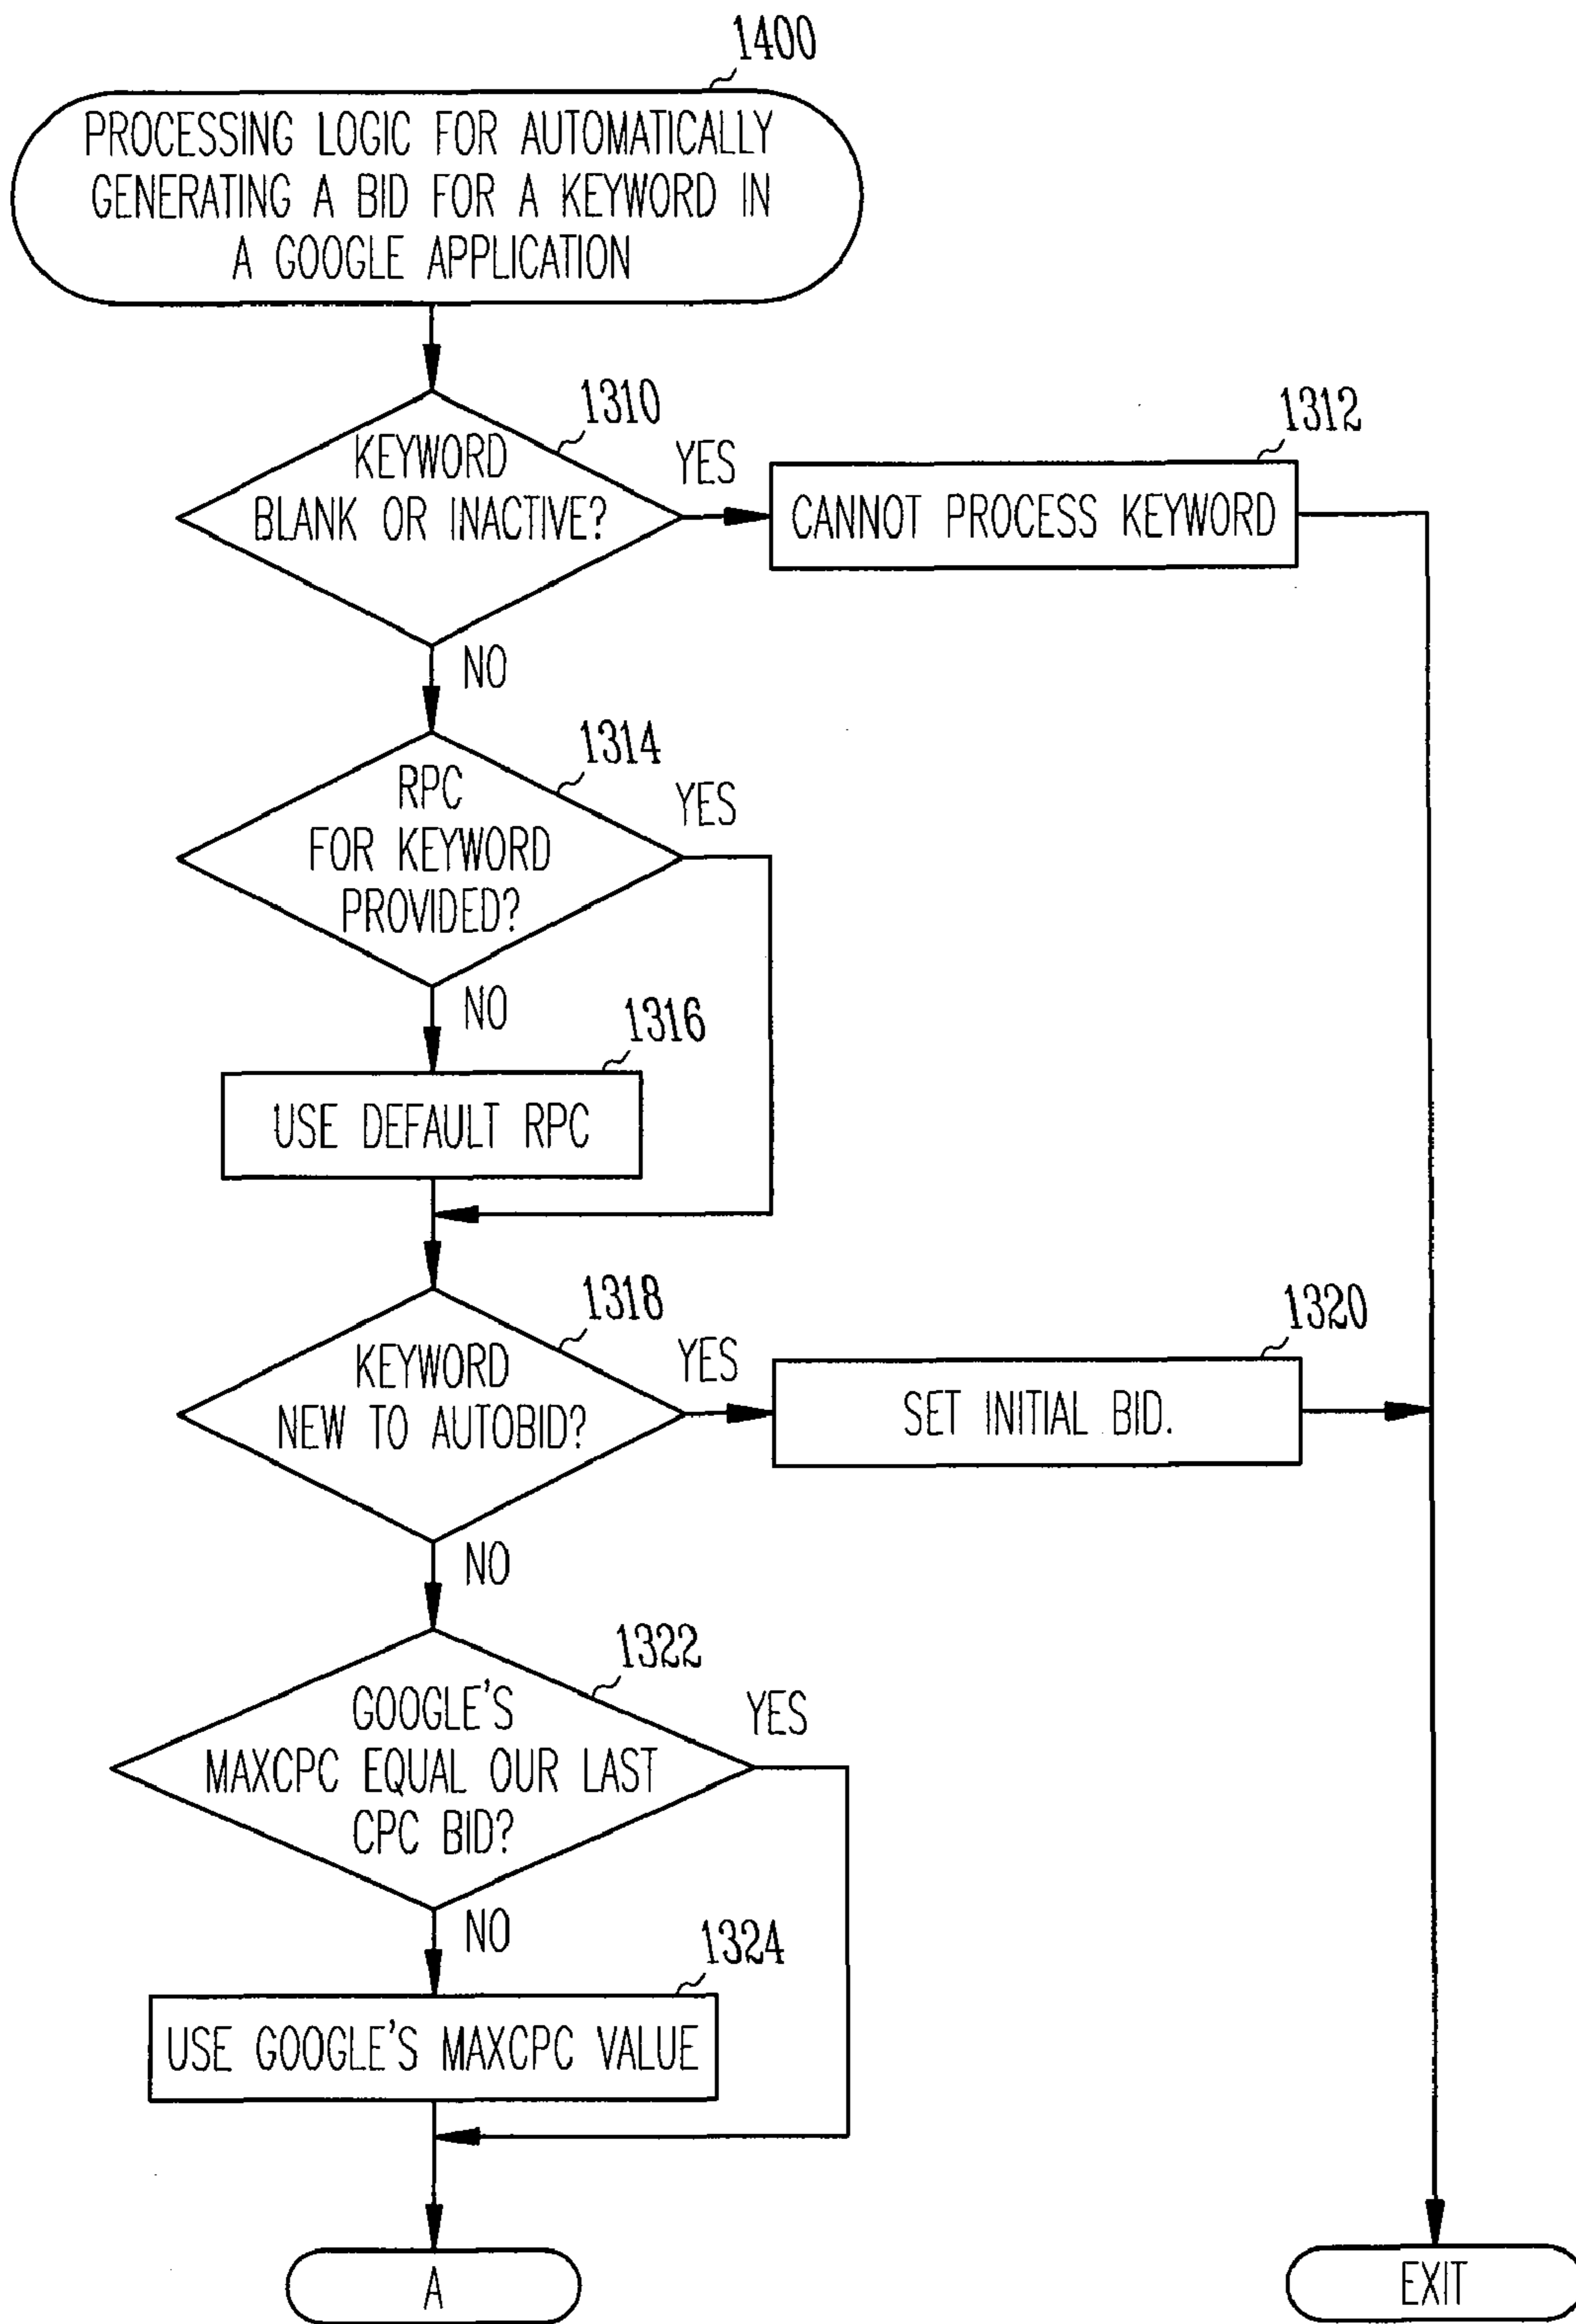 1400
PROCESSING LOGIC FOR AUTOMATICALLY
GENERATING A BID FOR A KEYWORD IN
A GOOGLE APPLICATION
1310
KEYWORD
BLANK OR INACTIVE?
YES
1312
CANNOT PROCESS KEYWORD
NO
1314
RPC
FOR KEYWORD
PROVIDED?
YES
NO
1316
USE DEFAULT RPC
1318
KEYWORD
NEW TO AUTOBID?
YES
1320
SET INITIAL BID.
NO
1322
GOOGLE'S
MAXCPC EQUAL OUR LAST
CPC BID?
YES
NO
1324
USE GOOGLE'S MAXCPC VALUE
A
EXIT